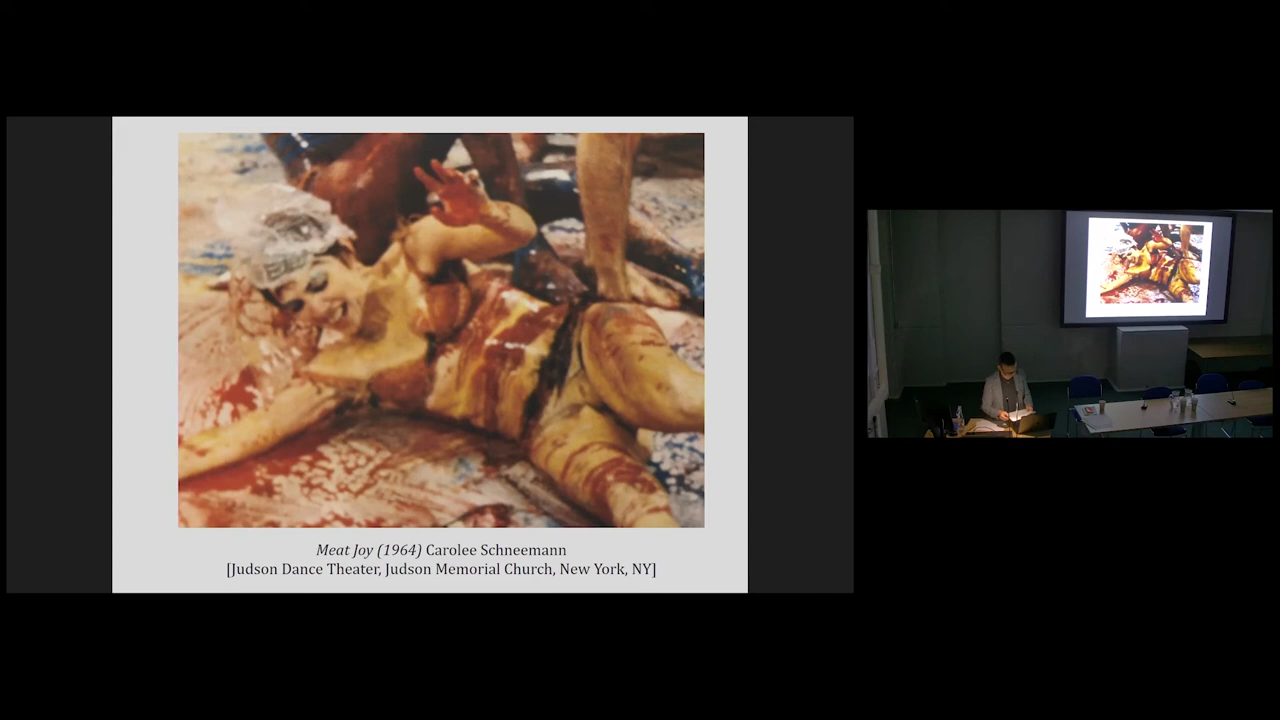 Meat Joy (1964) Carolee Schneemann
[Judson Dance Theater, Judson Memorial Church, New York, NY]